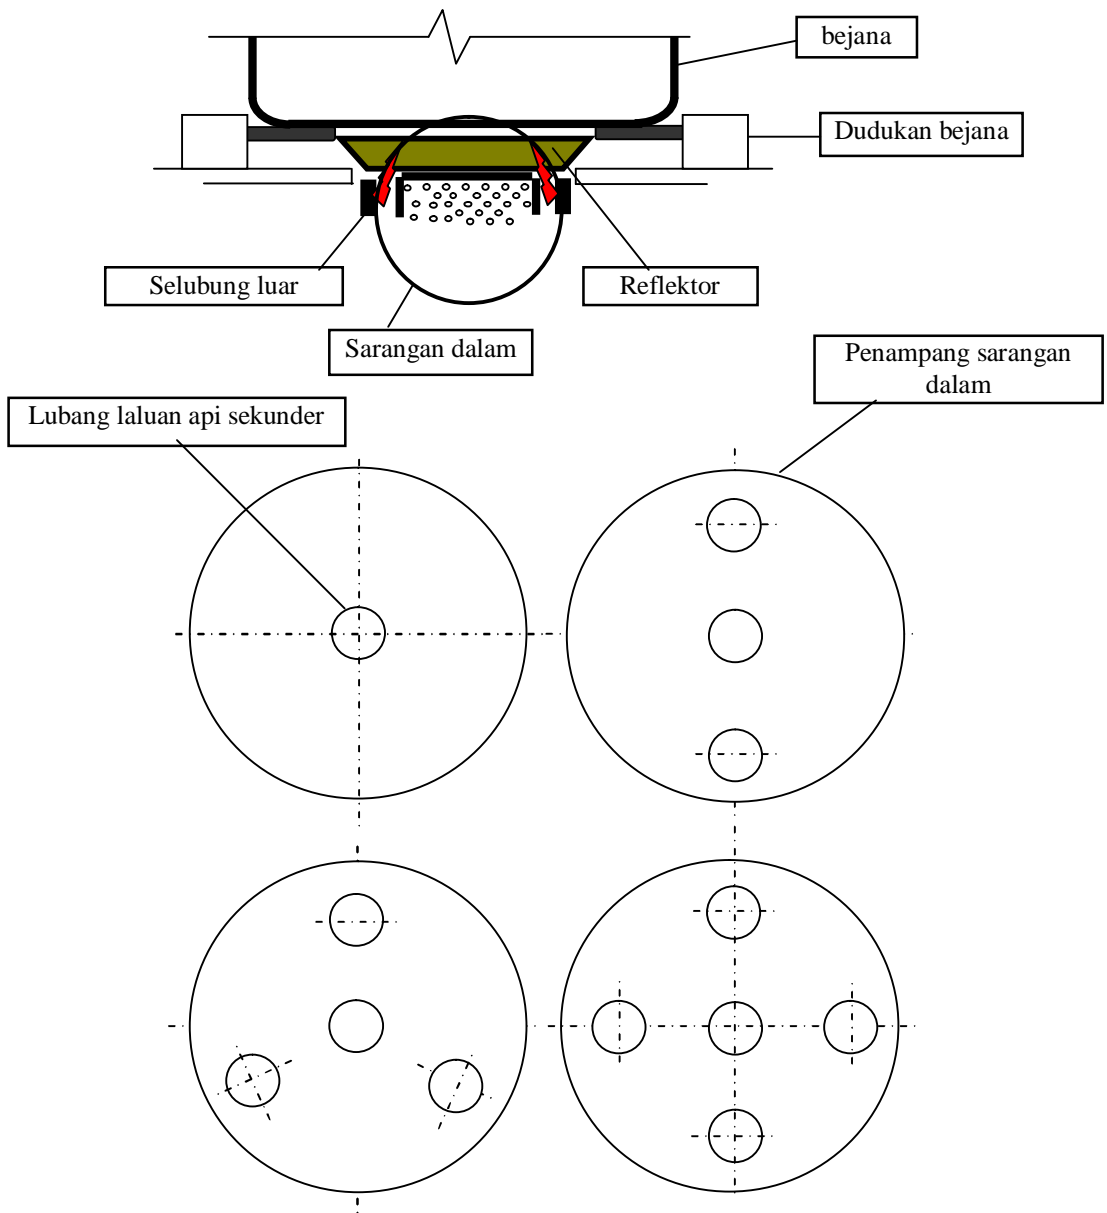 bejana
Dudukan bejana
Selubung luar
Reflektor
Sarangan dalam
Penampang sarangan
dalam
Lubang laluan api sekunder